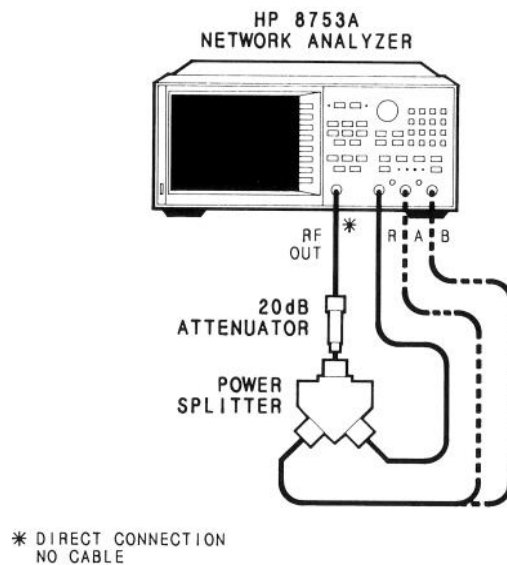 HP 8753A
NETWORK ANALYZER
RF
OUT
*
R
A
B
20dB
ATTENUATOR
POWER
SPLITTER
* DIRECT CONNECTION
NO CABLE